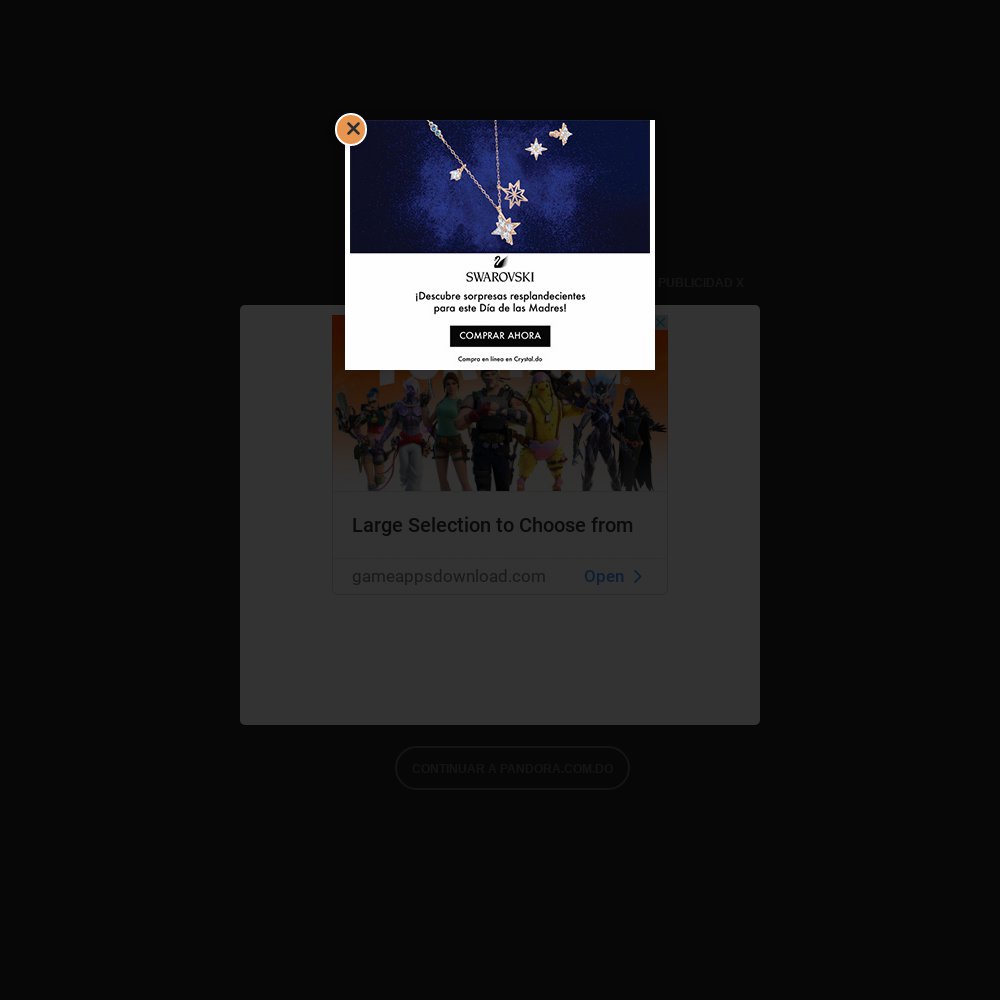 SWAROVSKI
¡Descubre sorpresas resplandecientes
para este Día de las Madres!
COMPRAR AHORA
Compra en línea en Crystal.do
PUBLICIDAD X
Large Selection to Choose from
gameappsdownload.com
Open
CONTINUAR A PANDORA.COM.DO